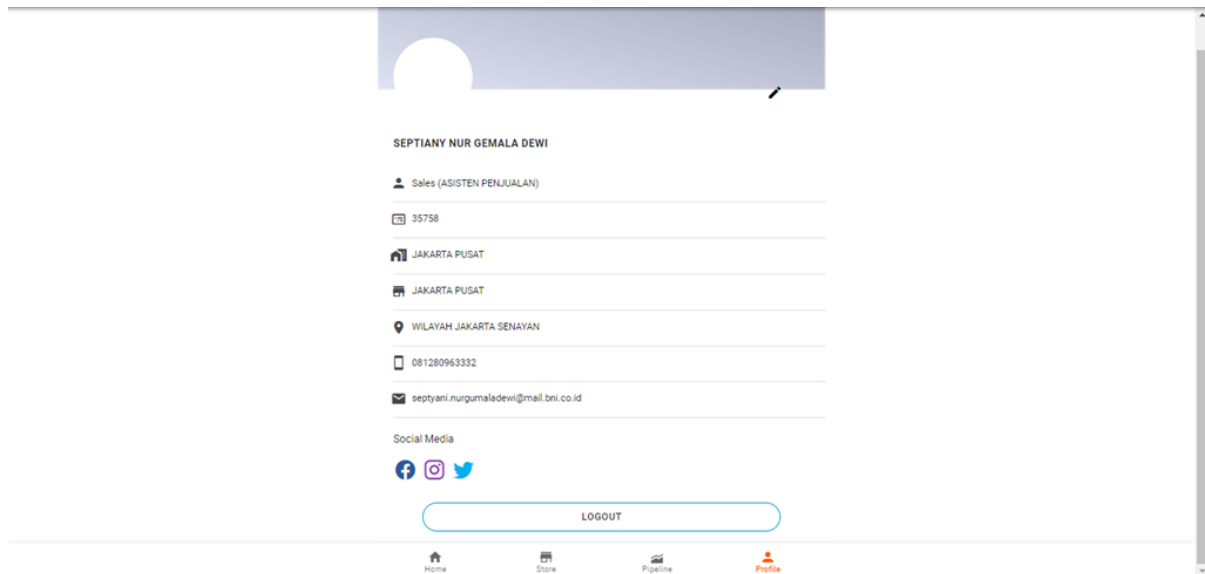 SEPTIANY NUR GEMALA DEWI
Sales (ASISTEN PENJUALAN)
35758
JAKARTA PUSAT
JAKARTA PUSAT
WILAYAH JAKARTA SENAYAN
081280963332
septyani.nurgumaladewi@mail.bni.co.id
Social Media
LOGOUT
Home Store Pipeline Profile